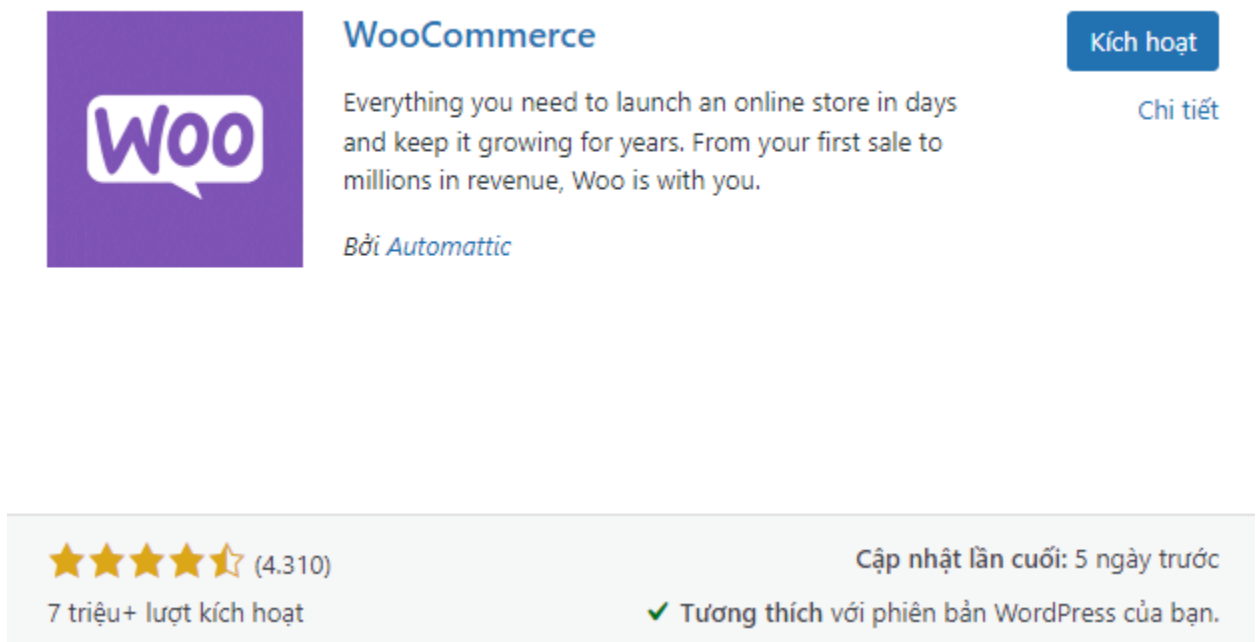 Woo
WooCommerce
Kích hoạt
Everything you need to launch an online store in days
and keep it growing for years. From your first sale to
millions in revenue, Woo is with you.
Chi tiết
Bởi Automattic
(4.310)
7 triệu+ lượt kích hoạt
Cập nhật lần cuối: 5 ngày trước
✔ Tương thích với phiên bản WordPress của bạn.